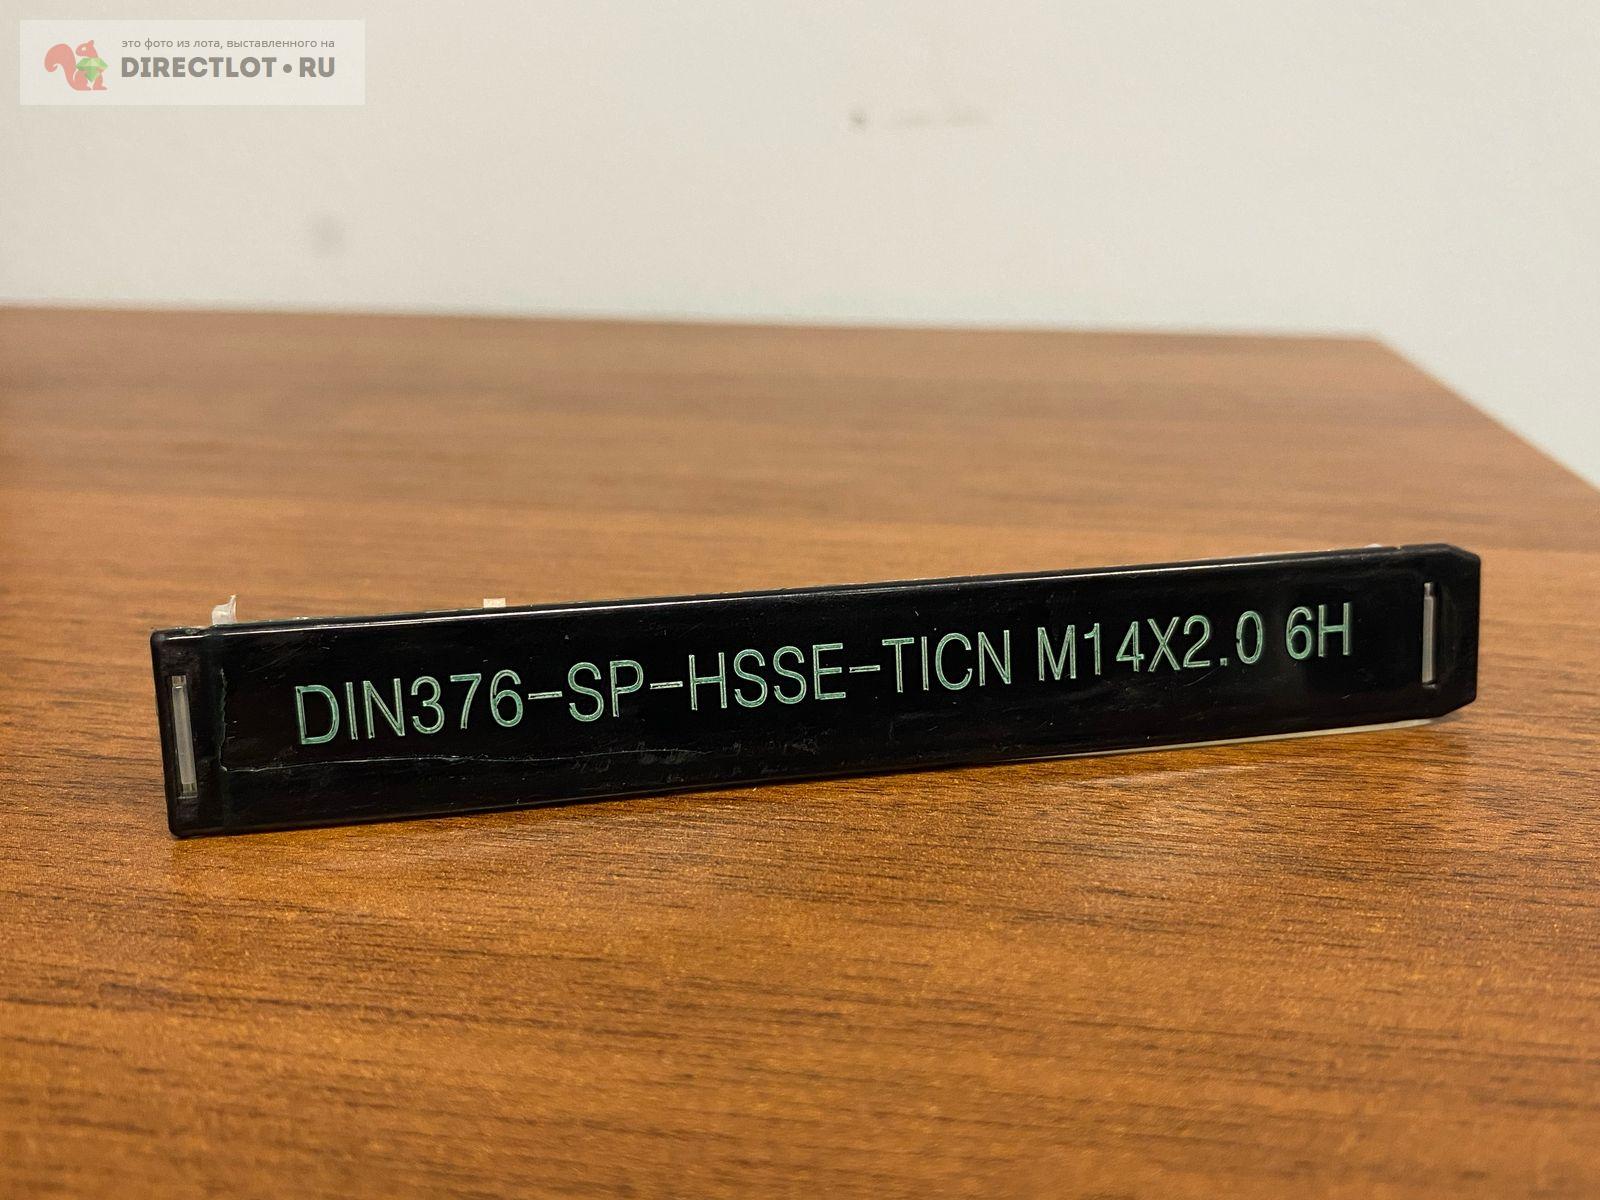 это фото из лота, выставленного на
DIRECTLOT•RU
DIN376-SP-HSSE-TICN M14X2.0 6H